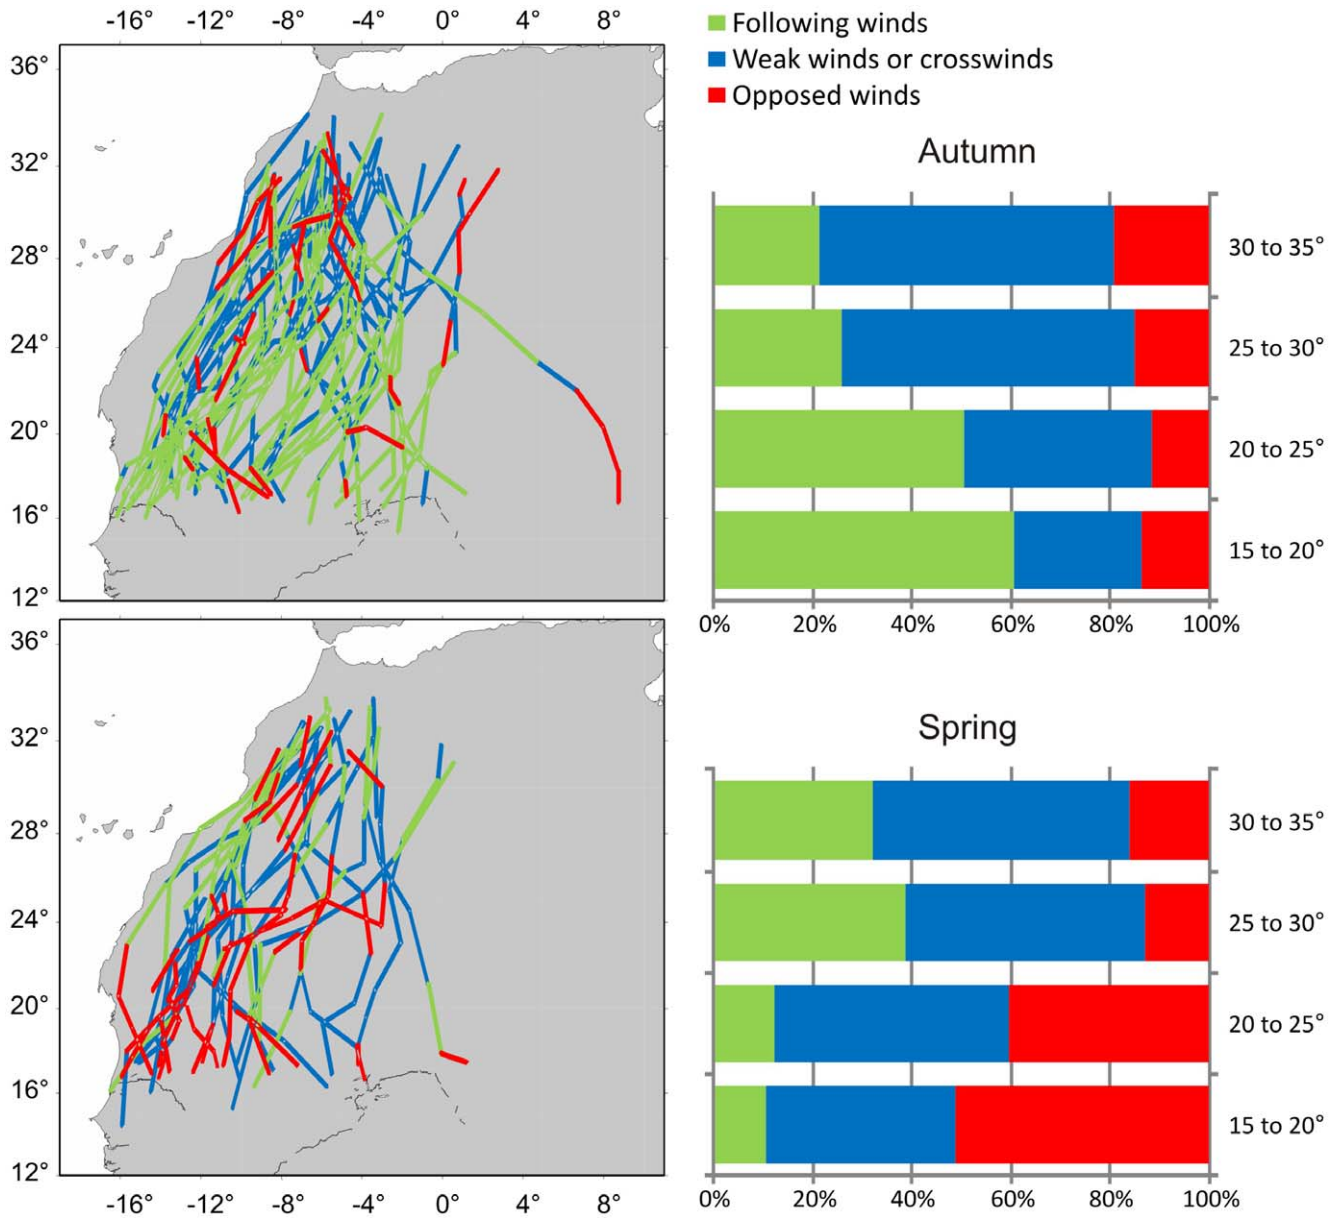 -16° -12° -8° -4° 0° 4° 8°
36°
32°
28°
24°
20°
16°
12°
Following winds
Weak winds or crosswinds
Opposed winds
Autumn
30 to 35°
25 to 30°
20 to 25°
15 to 20°
0% 20% 40% 60% 80% 100%
36°
32°
28°
24°
20°
16°
12°
-16° -12° -8° -4° 0° 4° 8°
Spring
30 to 35°
25 to 30°
20 to 25°
15 to 20°
0% 20% 40% 60% 80% 100%